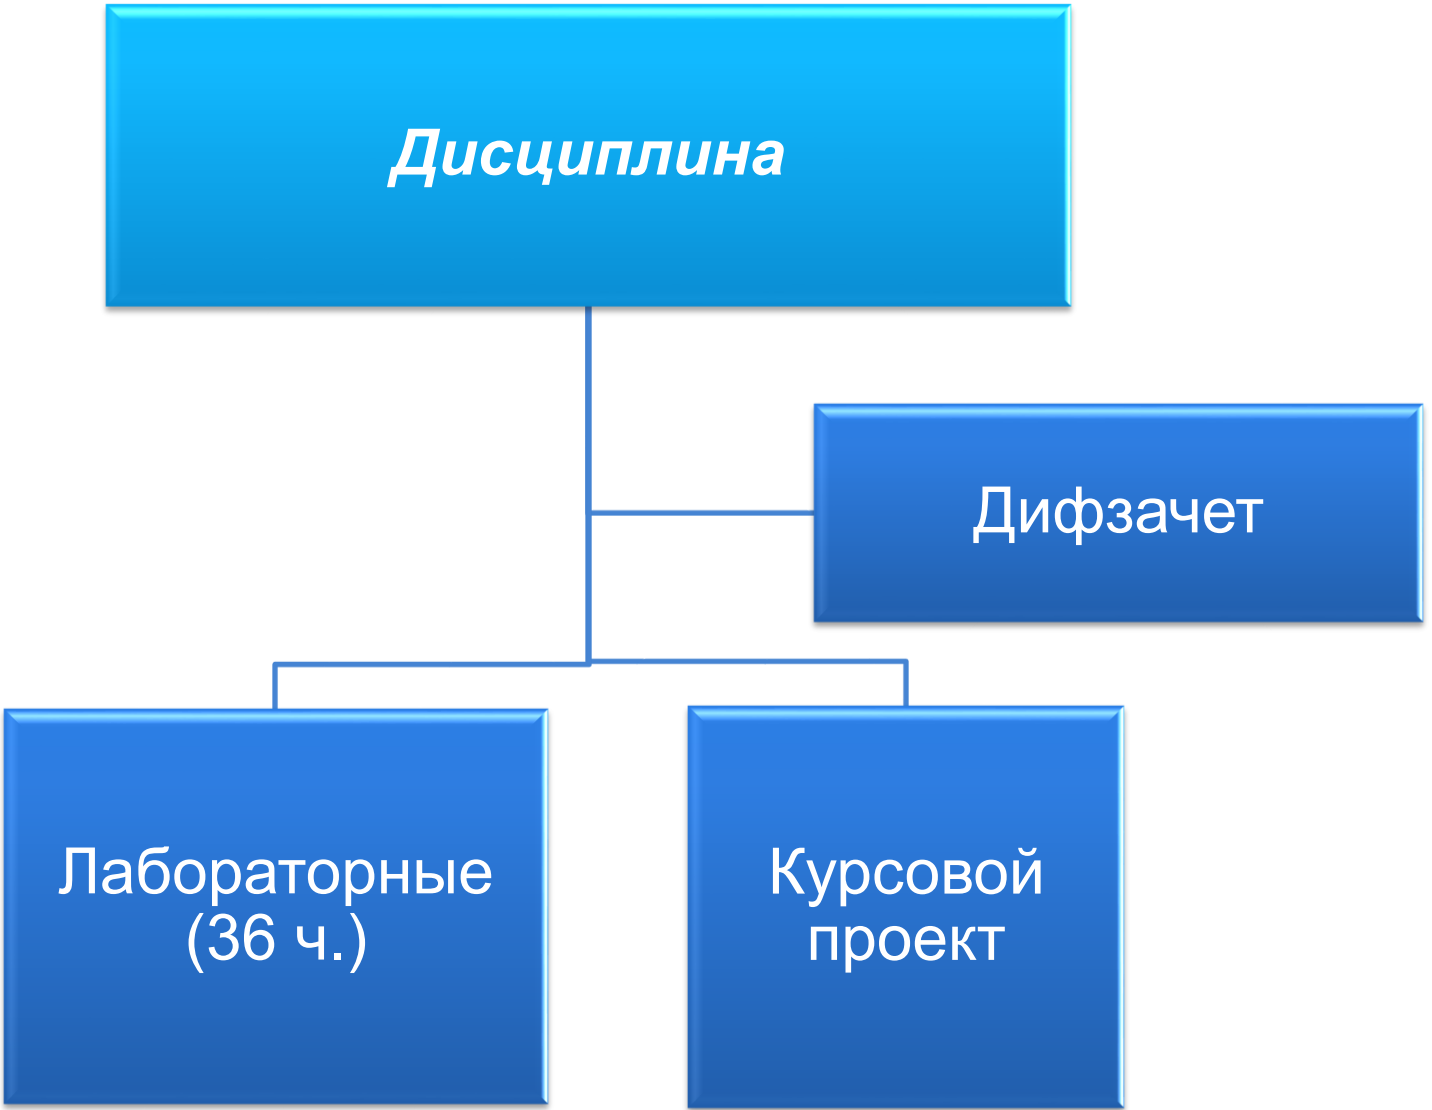 Дисциплина
Дифзачет
Лабораторные
(36 ч.)
Курсовой
проект